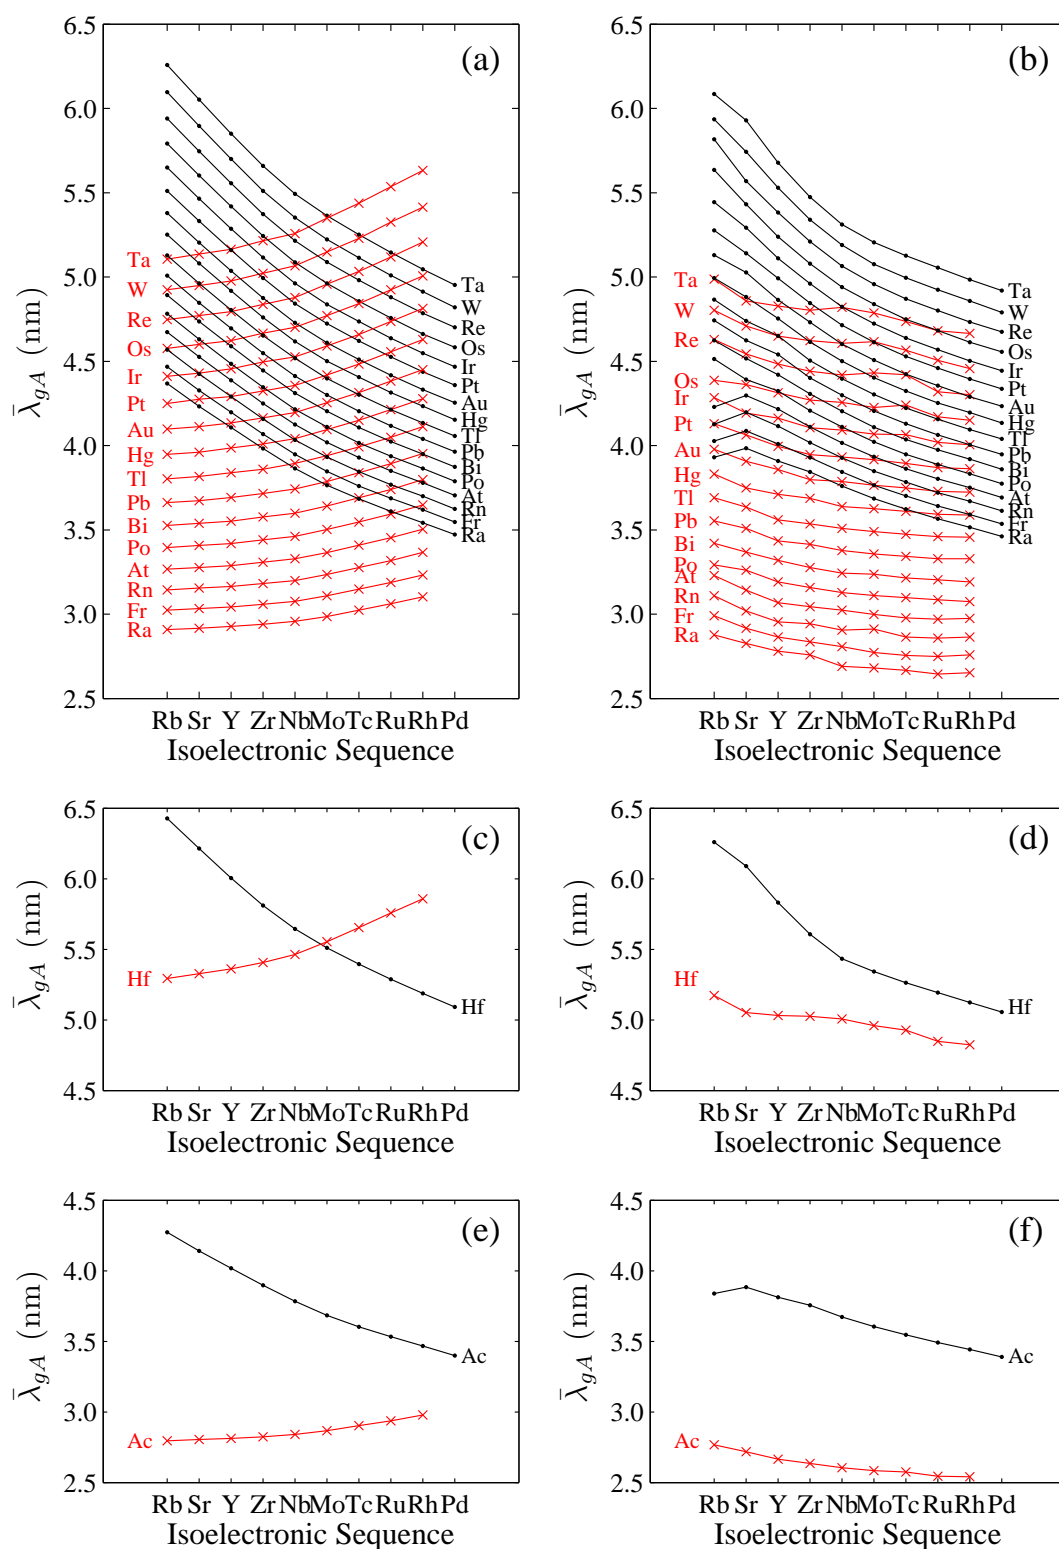 (a)
6.5
6.0
5.5
5.0
4.5
4.0
3.5
3.0
2.5
λ̄gA (nm)
Ta
W
Re
Os
Ir
Pt
Au
Hg
Tl
Pb
Bi
Po
At
Rn
Fr
Ra
Ta
W
Re
Os
Ir
Pt
Au
Hg
Tl
Pb
Bi
Po
At
Rn
Fr
Ra
Rb Sr Y Zr Nb Mo Tc Ru Rh Pd
Isoelectronic Sequence
(b)
6.5
6.0
5.5
5.0
4.5
4.0
3.5
3.0
2.5
λ̄gA (nm)
Ta
W
Re
Os
Ir
Pt
Au
Hg
Tl
Pb
Bi
Po
At
Rn
Fr
Ra
Ta
W
Re
Os
Ir
Pt
Au
Hg
Tl
Pb
Bi
Po
At
Rn
Fr
Ra
Rb Sr Y Zr Nb Mo Tc Ru Rh Pd
Isoelectronic Sequence
(c)
6.5
6.0
5.5
5.0
4.5
λ̄gA (nm)
Hf
Hf
Rb Sr Y Zr Nb Mo Tc Ru Rh Pd
Isoelectronic Sequence
(d)
6.5
6.0
5.5
5.0
4.5
λ̄gA (nm)
Hf
Hf
Rb Sr Y Zr Nb Mo Tc Ru Rh Pd
Isoelectronic Sequence
(e)
4.5
4.0
3.5
3.0
2.5
λ̄gA (nm)
Ac
Ac
Rb Sr Y Zr Nb Mo Tc Ru Rh Pd
Isoelectronic Sequence
(f)
4.5
4.0
3.5
3.0
2.5
λ̄gA (nm)
Ac
Ac
Rb Sr Y Zr Nb Mo Tc Ru Rh Pd
Isoelectronic Sequence